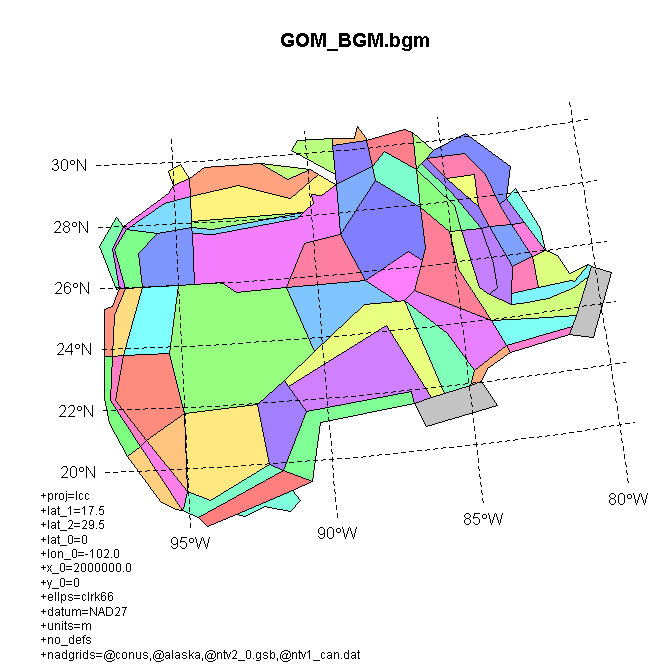 GOM_BGM.bgm
30°N
28°N
26°N
24°N
22°N
20°N
95°W
90°W
85°W
80°W
+proj=lcc
+lat_1=17.5
+lat_2=29.5
+lat_0=0
+lon_0=-102.0
+x_0=2000000.0
+y_0=0
+ellps=clrk66
+datum=NAD27
+units=m
+no_defs
+nadgrids=@conus,@alaska,@ntv2_0.gsb,@ntv1_can.dat